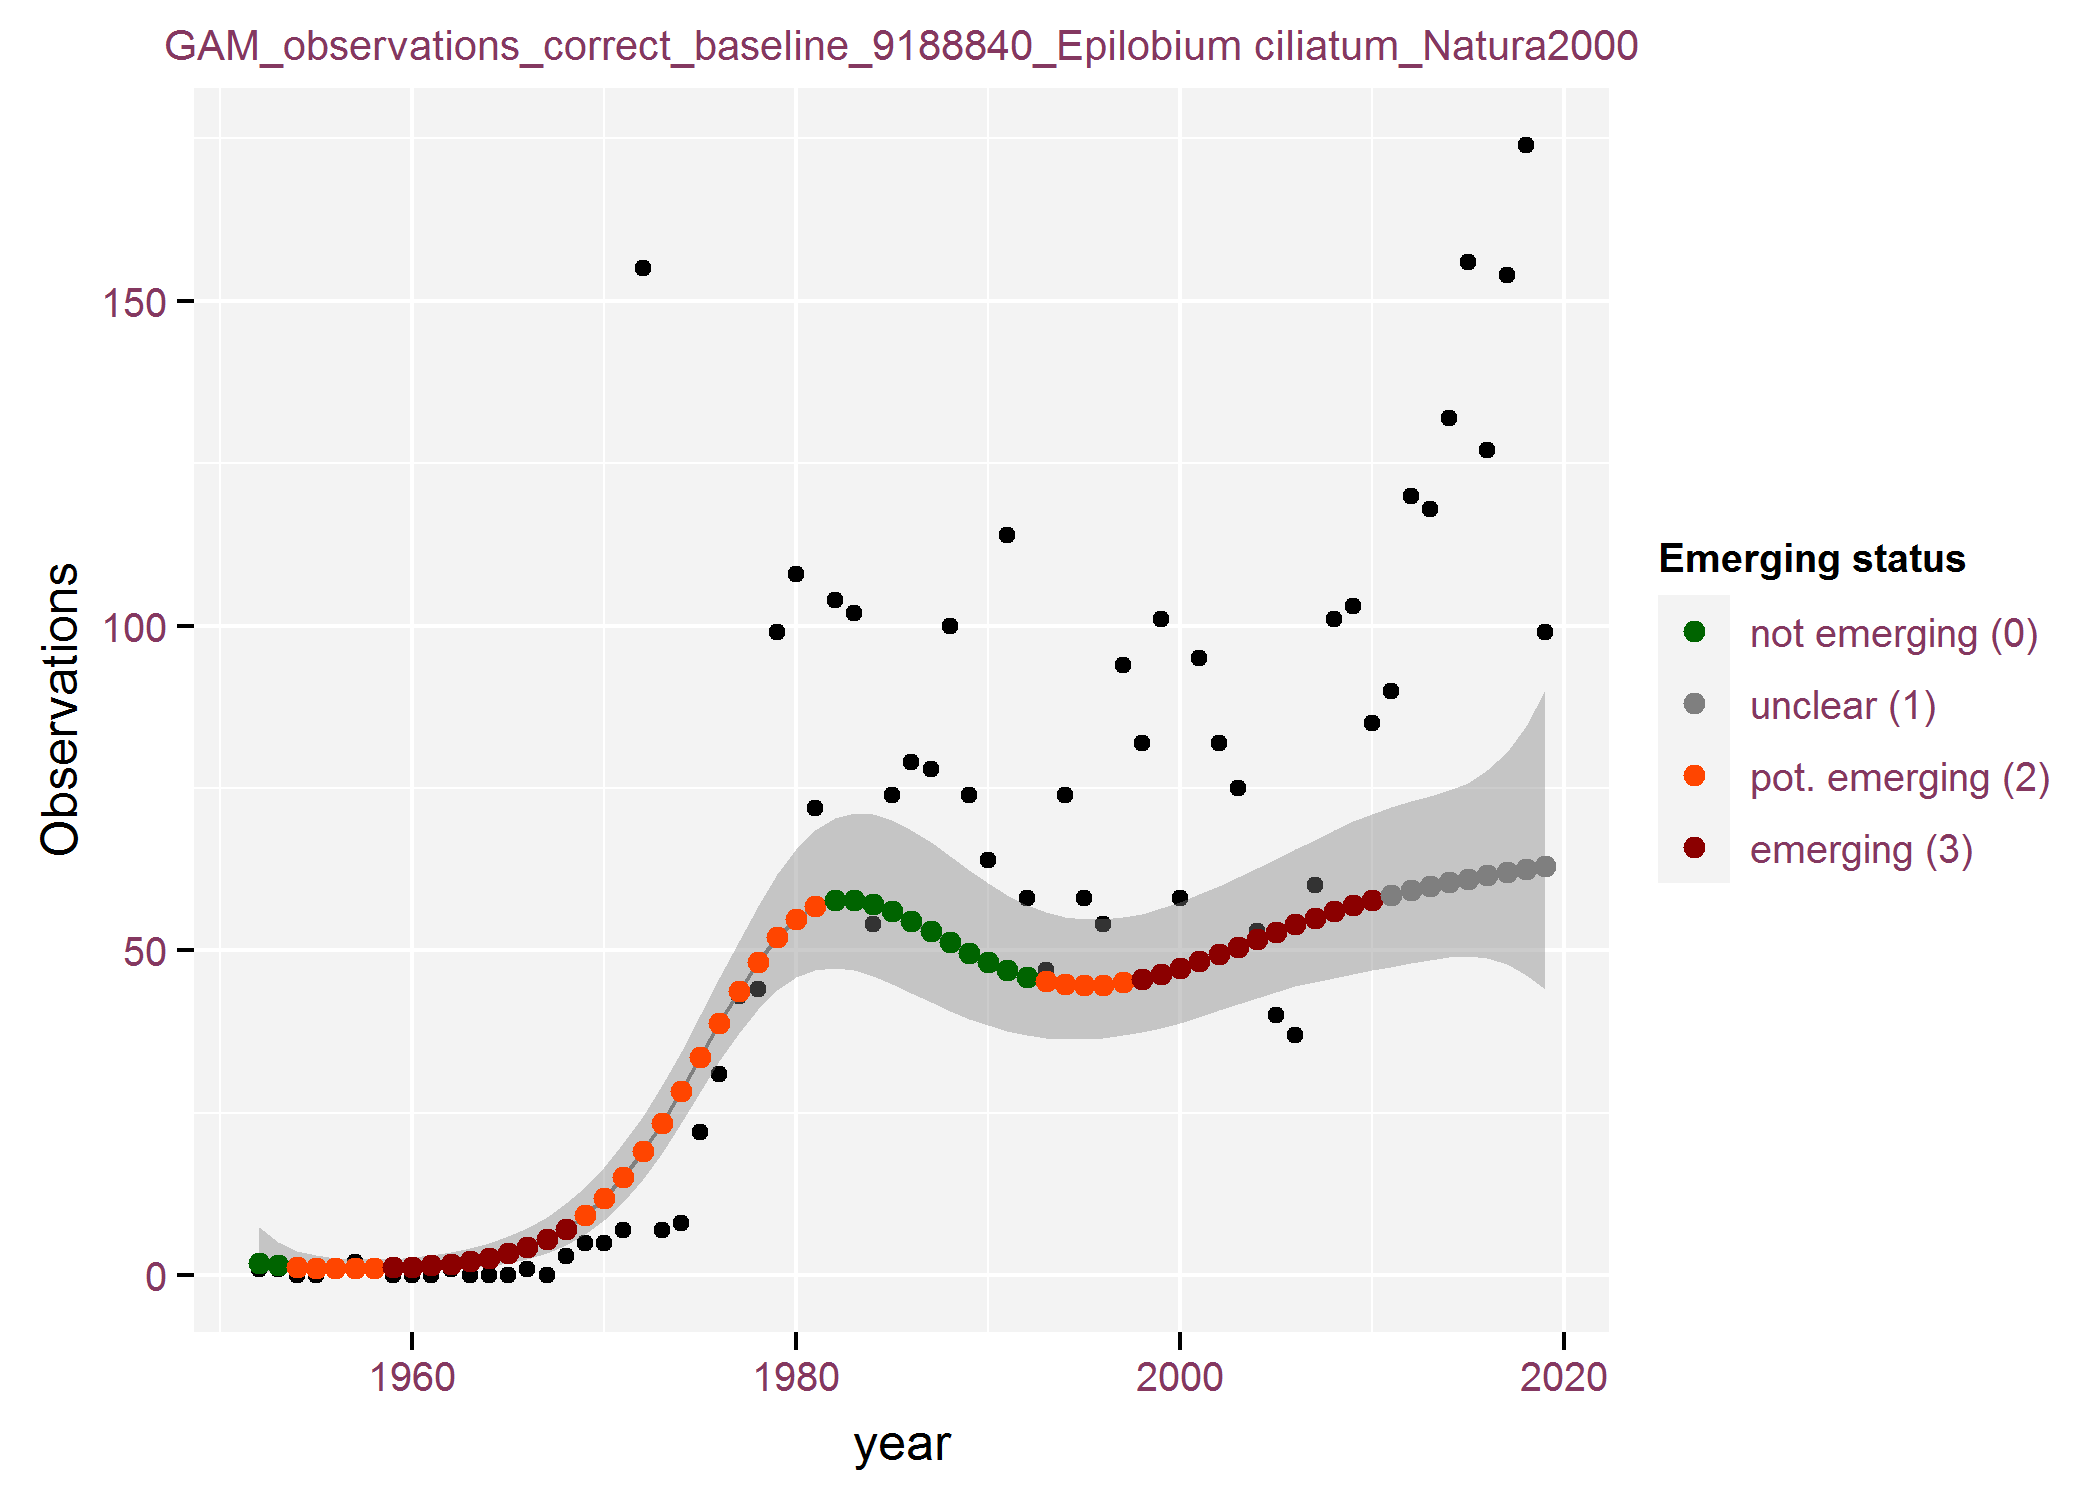 GAM_observations_correct_baseline_9188840_Epilobium ciliatum_Natura2000
Observations
150
100
50
0
1960
1980
2000
2020
year
Emerging status
not emerging (0)
unclear (1)
pot. emerging (2)
emerging (3)